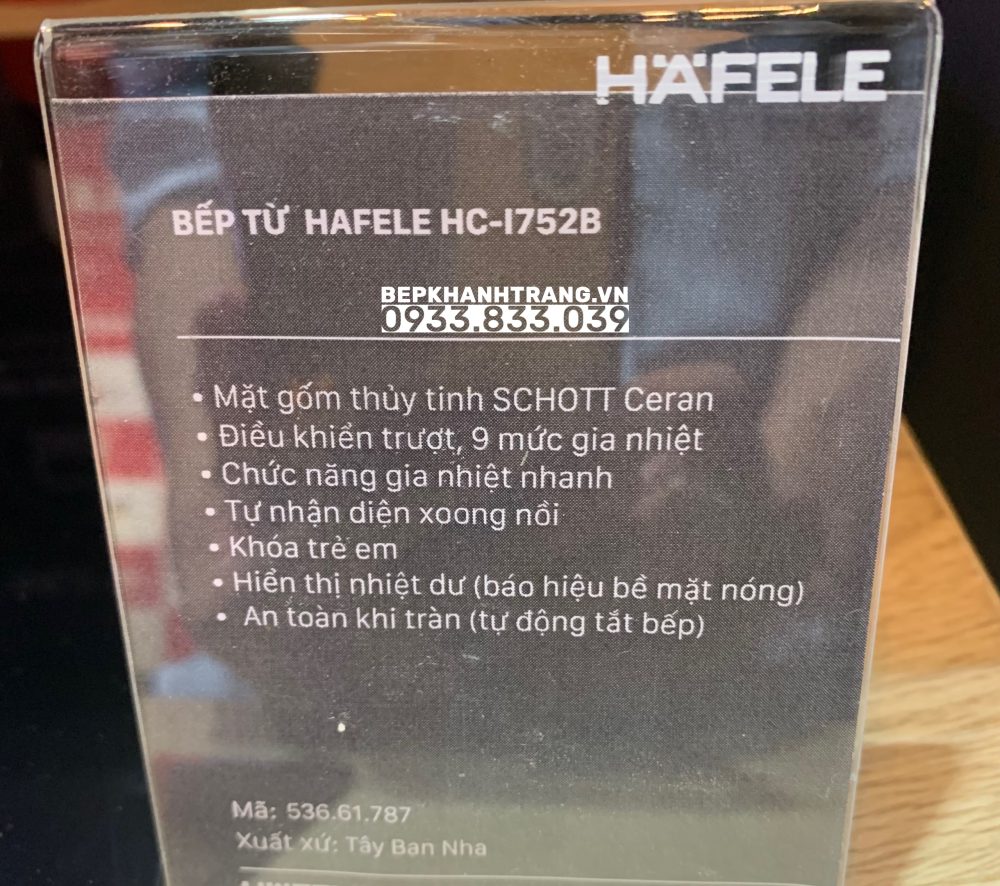 HÄFELE
BẾP TỪ HAFELE HC-I752B
BEPKHANHTRANG.VN
0933.833.039
• Mặt gốm thủy tinh SCHOTT Ceran
• Điều khiển trượt, 9 mức gia nhiệt
• Chức năng gia nhiệt nhanh
• Tự nhận diện xoong nồi
• Khóa trẻ em
• Hiển thị nhiệt dư (báo hiệu bề mặt nóng)
• An toàn khi tràn (tự động tắt bếp)
Mã: 536.61.787
Xuất xứ: Tây Ban Nha